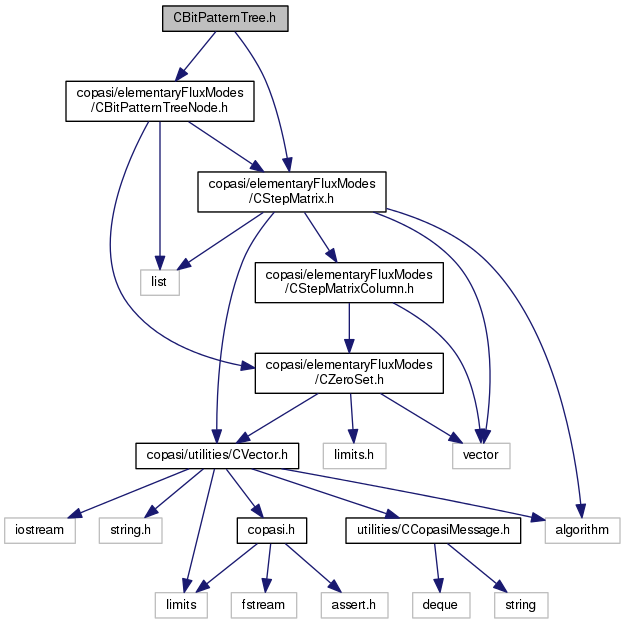 CBitPatternTree.h
copasi/elementaryFluxModes
/CBitPatternTreeNode.h
copasi/elementaryFluxModes
/CStepMatrix.h
list
copasi/elementaryFluxModes
/CStepMatrixColumn.h
copasi/elementaryFluxModes
/CZeroSet.h
copasi/utilities/CVector.h
limits.h
vector
iostream
string.h
copasi.h
utilities/CCopasiMessage.h
algorithm
limits
fstream
assert.h
deque
string